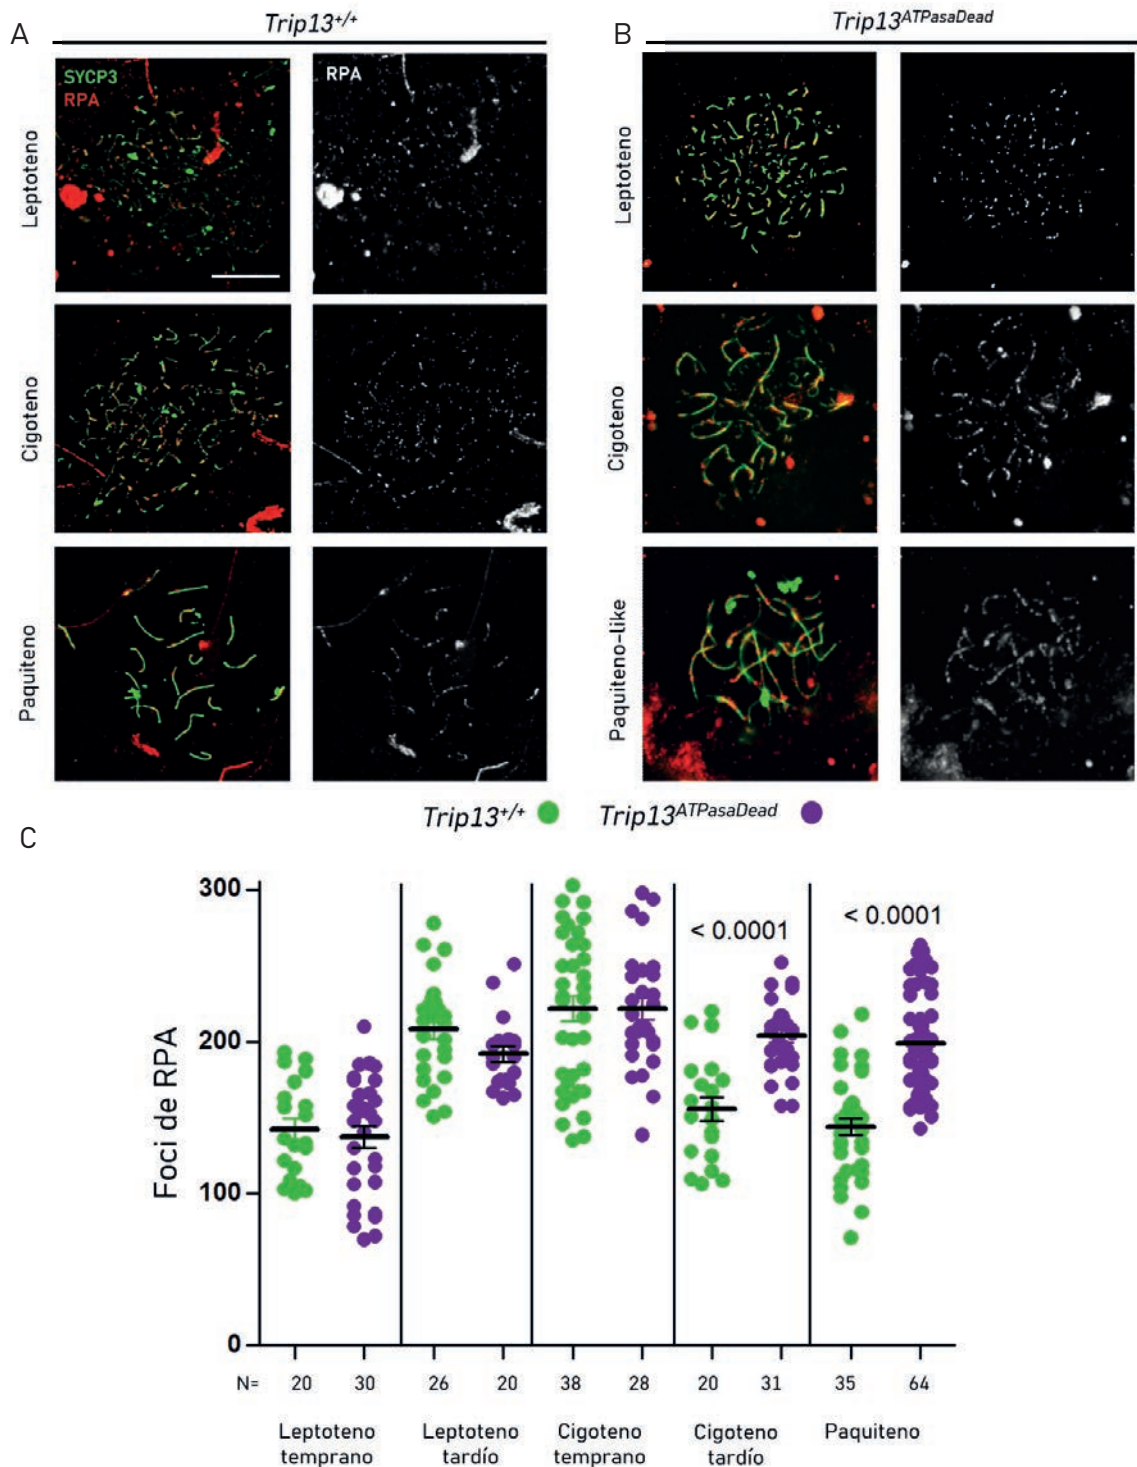 A
Trip13+/+
SYCP3
RPA
RPA
Leptoteno
Cigoteno
Paquiteno
B
Trip13ATPasaDead
Leptoteno
Cigoteno
Paquiteno-like
Trip13+/+ Trip13ATPasaDead
C
Foci de RPA
300
200
100
0
< 0.0001
< 0.0001
N= 20 30 26 20 38 28 20 31 35 64
Leptoteno temprano
Leptoteno tardío
Cigoteno temprano
Cigoteno tardío
Paquiteno